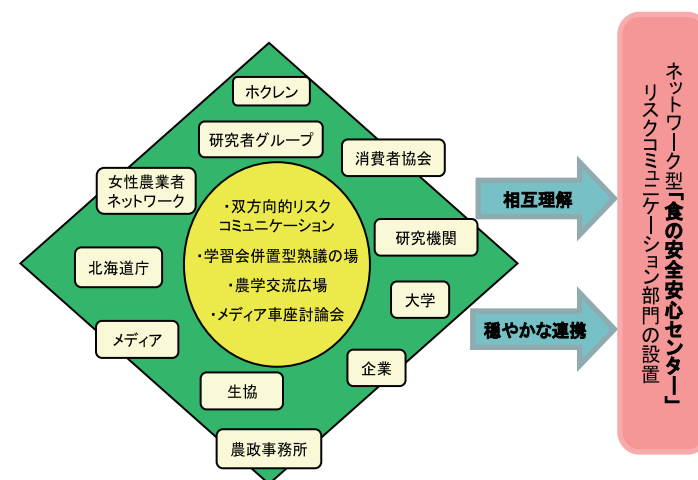 ホクレン
研究者グループ
消費者協会
女性農業者
ネットワーク
・双方向的リスク
コミュニケーション
・学習会併置型熟議の場
・農学交流広場
・メディア車座討論会
研究機関
北海道庁
大学
メディア
企業
生協
農政事務所
相互理解
穏やかな連携
ネットワーク型「食の安全安心センター」
リスクコミュニケーション部門の設置